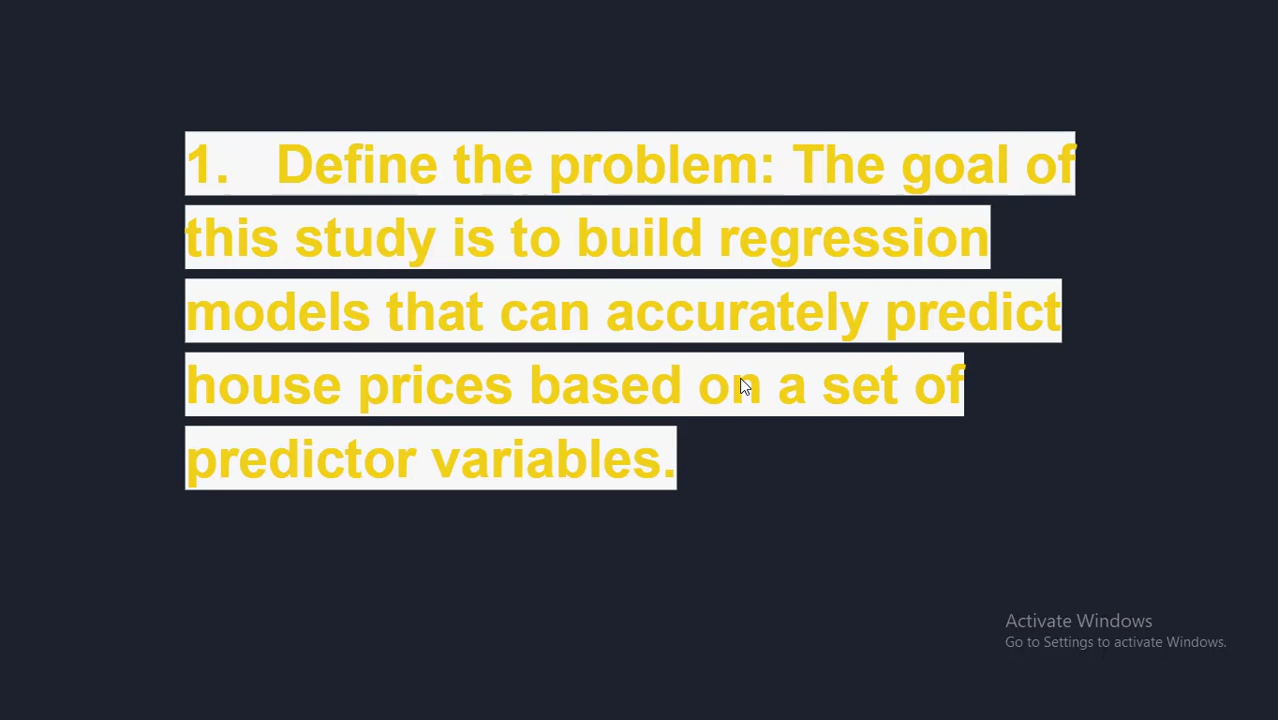 1. Define the problem: The goal of
this study is to build regression
models that can accurately predict
house prices based on a set of
predictor variables.
Activate Windows
Go to Settings to activate Windows.